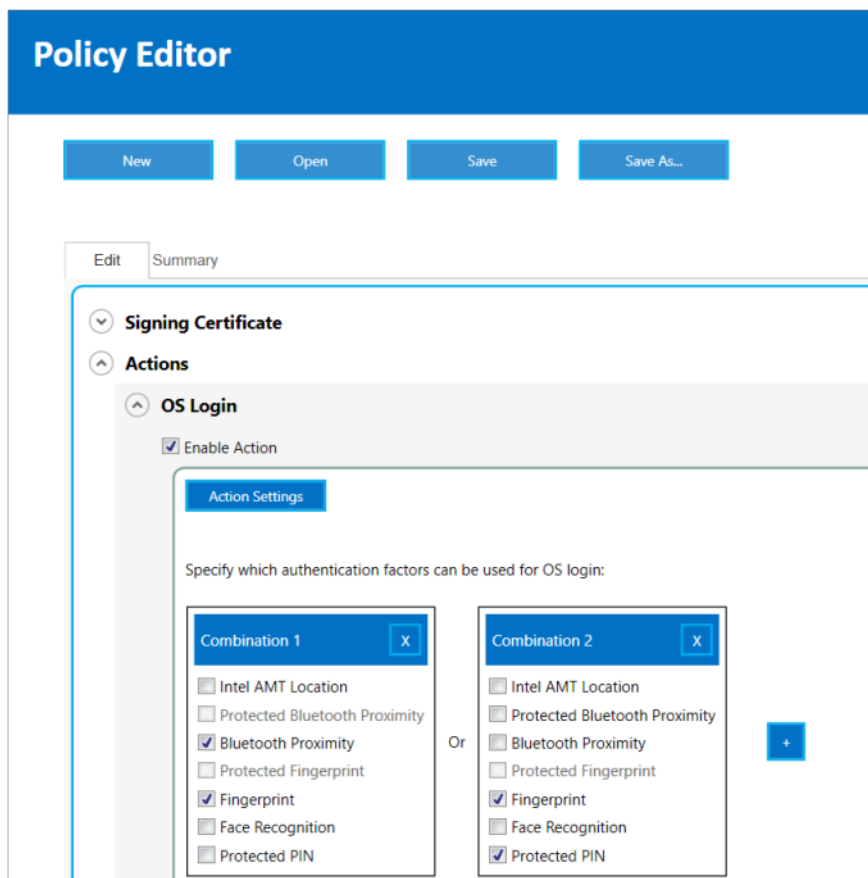 Policy Editor
New Open Save Save As...
Edit Summary
Signing Certificate
Actions
OS Login
Enable Action
Action Settings
Specify which authentication factors can be used for OS login:
Combination 1 X
Intel AMT Location
Protected Bluetooth Proximity
Bluetooth Proximity
Protected Fingerprint
Fingerprint
Face Recognition
Protected PIN
Or
Combination 2 X
Intel AMT Location
Protected Bluetooth Proximity
Bluetooth Proximity
Protected Fingerprint
Fingerprint
Face Recognition
Protected PIN
+